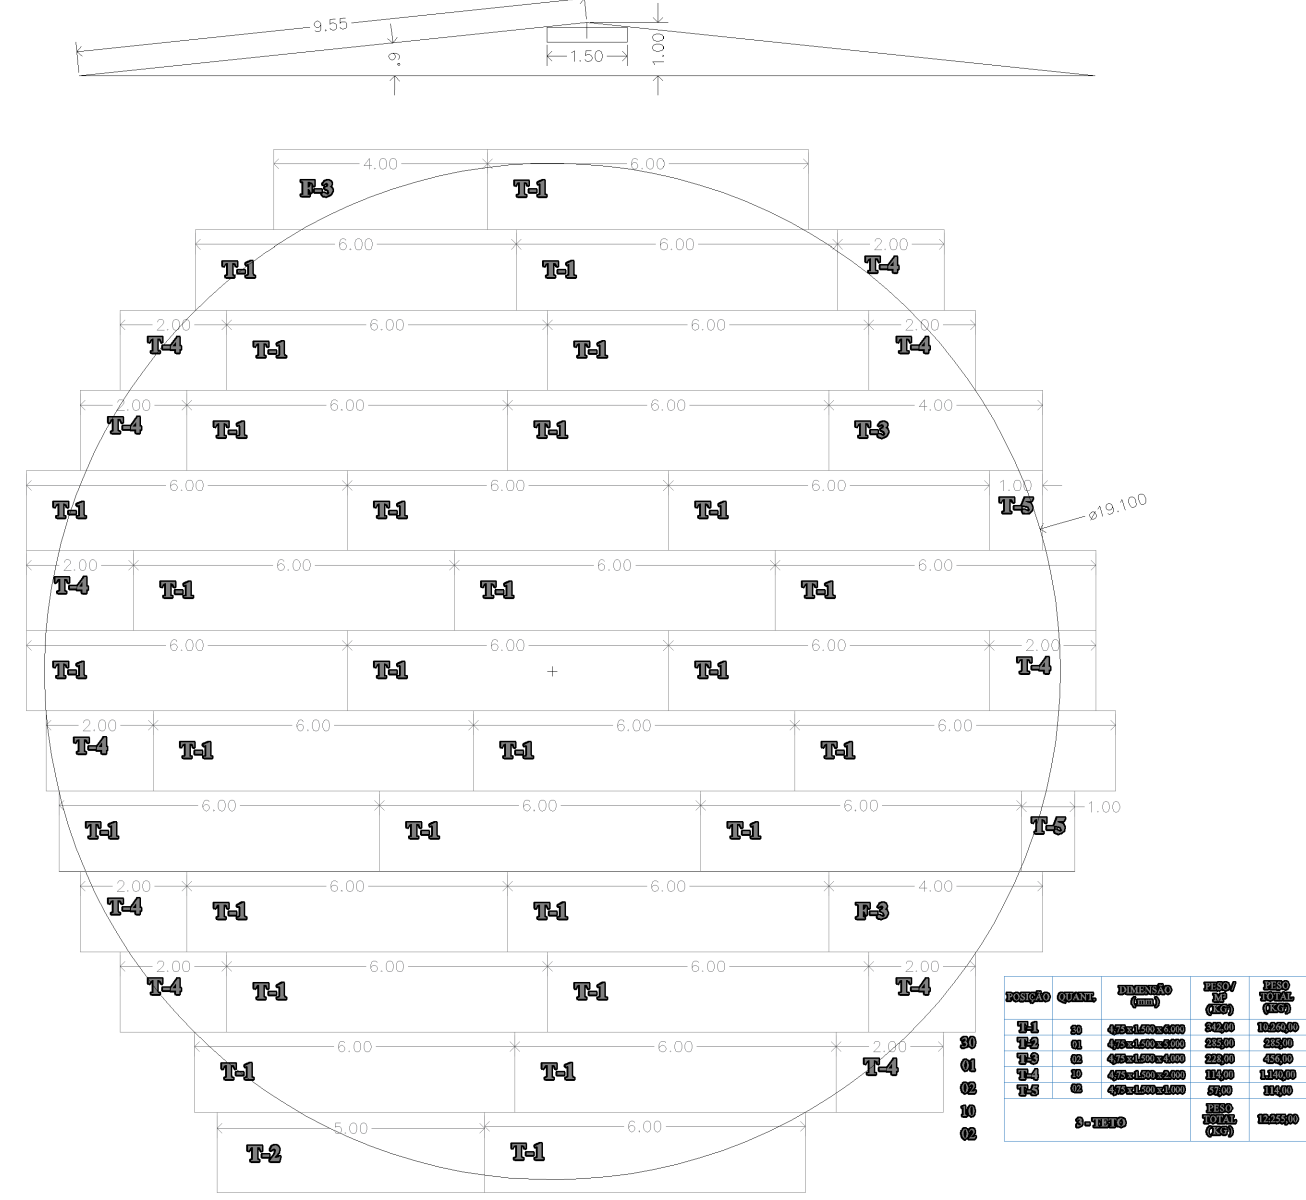 9.55
.9
1.50
1.00
4.00 6.00
F-3 T-1
6.00 6.00 2.00
T-1 T-1 T-4
2.00 6.00 6.00 2.00
T-4 T-1 T-1 T-4
2.00 6.00 6.00 4.00
T-4 T-1 T-1 T-3
6.00 6.00 6.00 1.00
T-1 T-1 T-1 T-5
ø19.100
2.00 6.00 6.00 6.00
T-4 T-1 T-1 T-1
6.00 6.00 6.00 2.00
T-1 T-1 T-1 T-4
2.00 6.00 6.00 6.00
T-4 T-1 T-1 T-1
6.00 6.00 6.00 1.00
T-1 T-1 T-1 T-5
2.00 6.00 6.00 4.00
T-4 T-1 T-1 F-3
2.00 6.00 6.00 2.00
T-4 T-1 T-1 T-4
6.00 6.00 2.00
T-1 T-1 T-4
5.00 6.00
T-2 T-1
30
01
02
10
02
POSIÇÃO QUANT. DIMENSÃO (mm) PESO / M² (KG) PESO TOTAL (KG)
T-1 30 4,75 x 1.500 x 6.000 342,00 10.260,00
T-2 01 4,75 x 1.500 x 5.000 285,00 285,00
T-3 02 4,75 x 1.500 x 4.000 228,00 456,00
T-4 10 4,75 x 1.500 x 2.000 114,00 1.140,00
T-5 02 4,75 x 1.500 x 1.000 57,00 114,00
3 - TETO PESO TOTAL (KG) 12.255,00